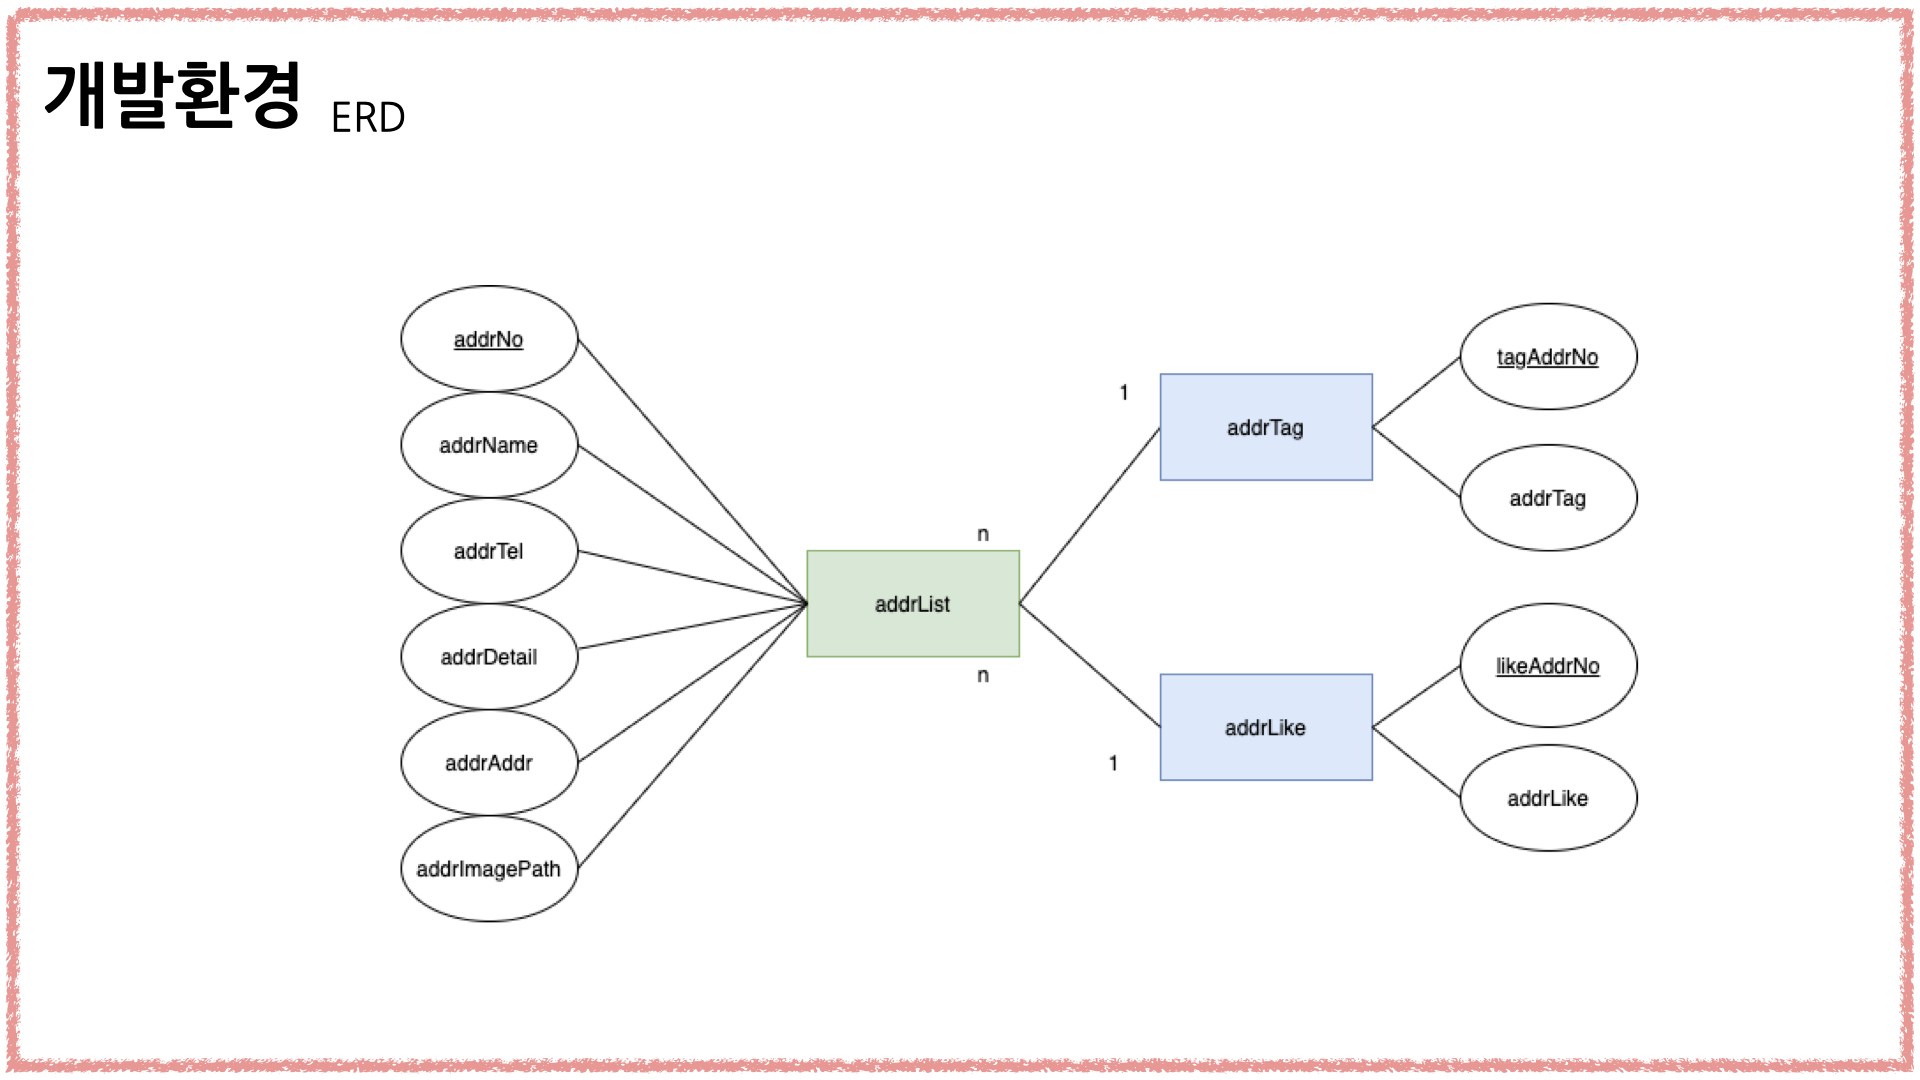 개발환경 ERD
addrNo
addrName
addrTel
addrDetail
addrAddr
addrImagePath
n
addrList
n
1
addrTag
tagAddrNo
addrTag
1
addrLike
likeAddrNo
addrLike